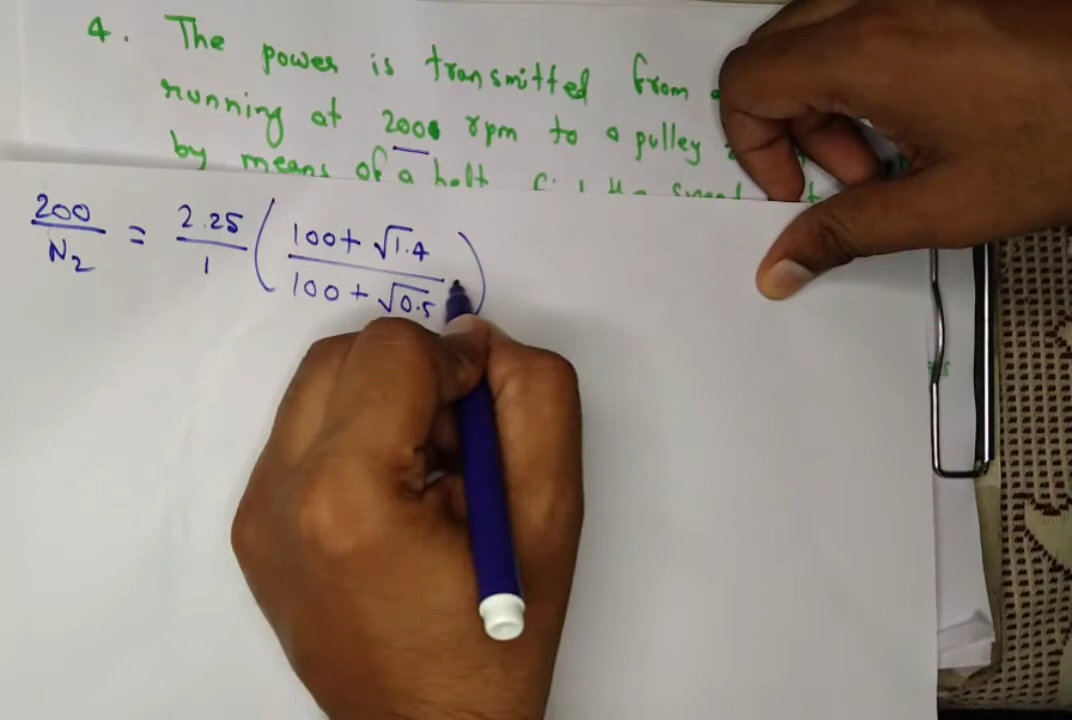 4. The power is transmitted from
running at 200 rpm to a pulley
by means of a belt
200/N₂ = 2.25/1 ( (100 + √1.4) / (100 + √0.5) )